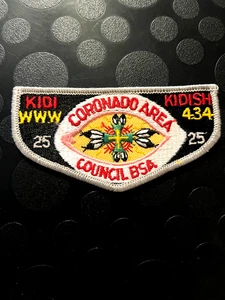 KIDI KIDISH
WWW 434
CORONADO AREA
25 25
COUNCIL BSA